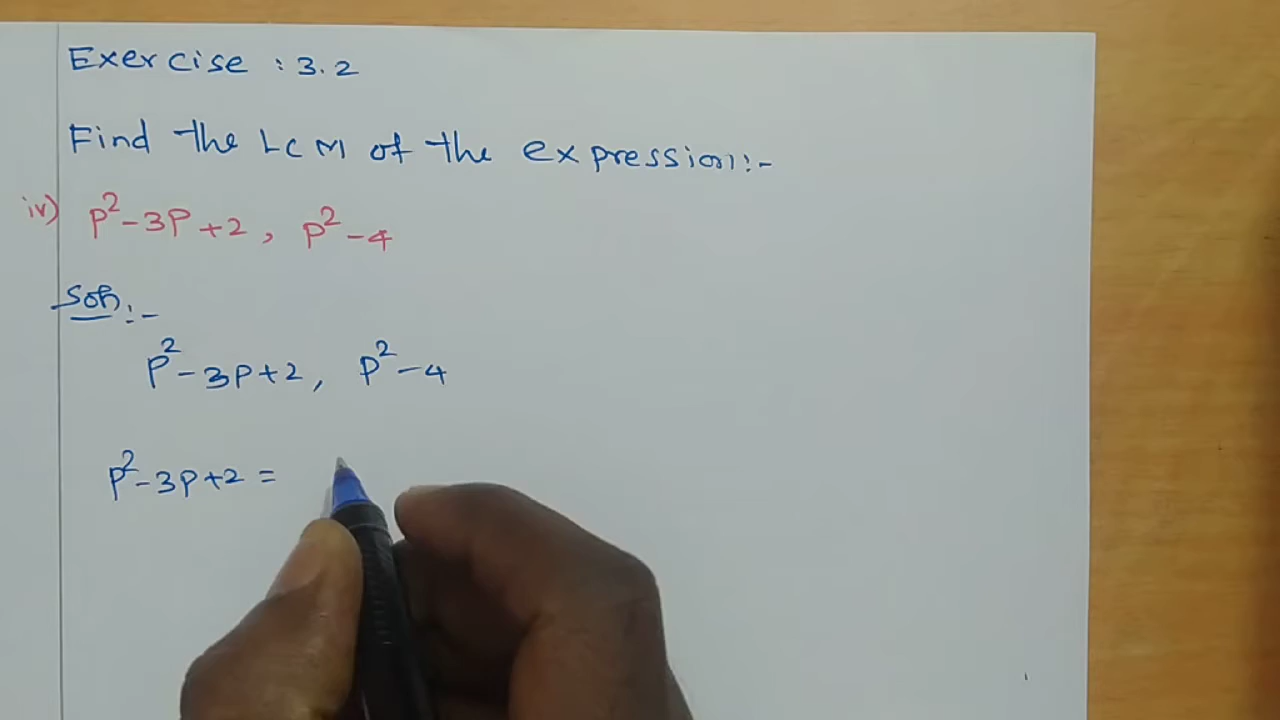 Exercise : 3.2
Find the LCM of the expression:-
iv) p²-3p+2, p²-4
Soln:-
p²-3p+2, p²-4
p²-3p+2 =